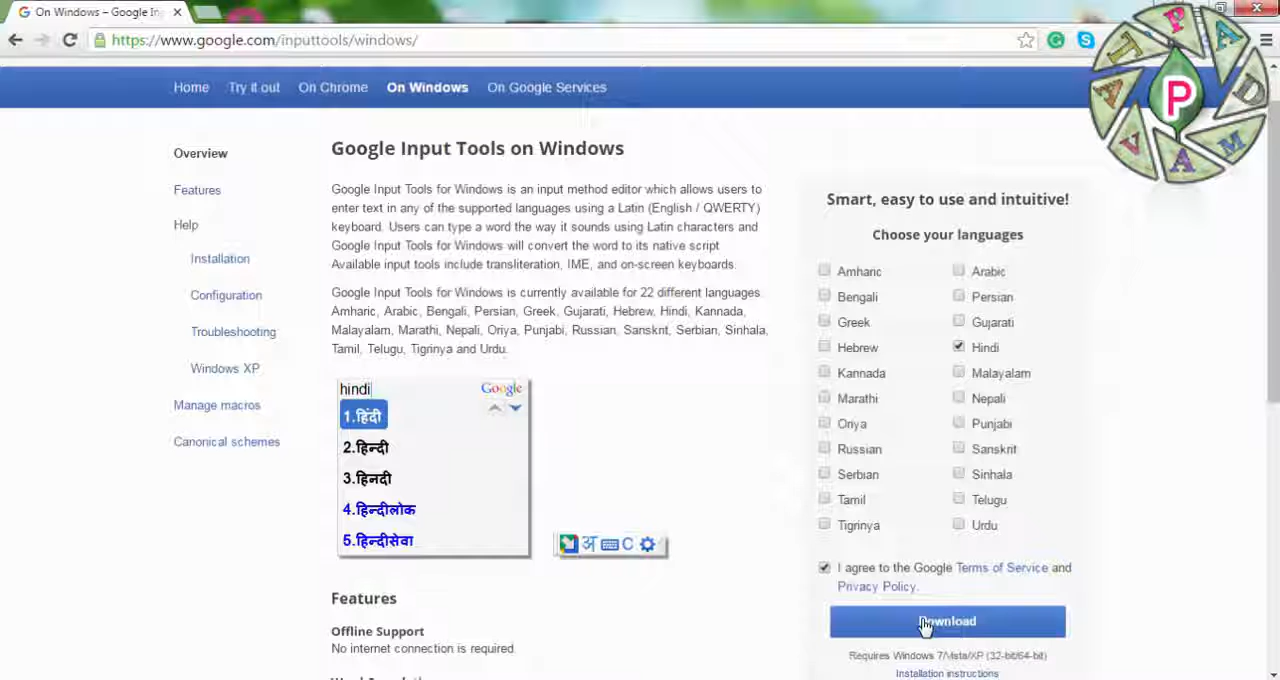 On Windows – Google In
https://www.google.com/inputtools/windows/
Home Try it out On Chrome On Windows On Google Services
P A D M A V A T
P
Overview
Features
Help
Installation
Configuration
Troubleshooting
Windows XP
Manage macros
Canonical schemes
Google Input Tools on Windows
Google Input Tools for Windows is an input method editor which allows users to
enter text in any of the supported languages using a Latin (English / QWERTY)
keyboard. Users can type a word the way it sounds using Latin characters and
Google Input Tools for Windows will convert the word to its native script
Available input tools include transliteration, IME, and on-screen keyboards.
Google Input Tools for Windows is currently available for 22 different languages
Amharic, Arabic, Bengali, Persian, Greek, Gujarati, Hebrew, Hindi, Kannada,
Malayalam, Marathi, Nepali, Oriya, Punjabi, Russian, Sanskrit, Serbian, Sinhala,
Tamil, Telugu, Tigrinya and Urdu.
hindi Google
1.हिंदी
2.हिन्दी
3.हिनदी
4.हिन्दीलोक
5.हिन्दीसेवा
अ
Features
Offline Support
No internet connection is required.
Smart, easy to use and intuitive!
Choose your languages
Amharic Arabic
Bengali Persian
Greek Gujarati
Hebrew Hindi
Kannada Malayalam
Marathi Nepali
Oriya Punjabi
Russian Sanskrit
Serbian Sinhala
Tamil Telugu
Tigrinya Urdu
I agree to the Google Terms of Service and
Privacy Policy.
Download
Requires Windows 7/Vista/XP (32-bit/64-bit)
Installation instructions